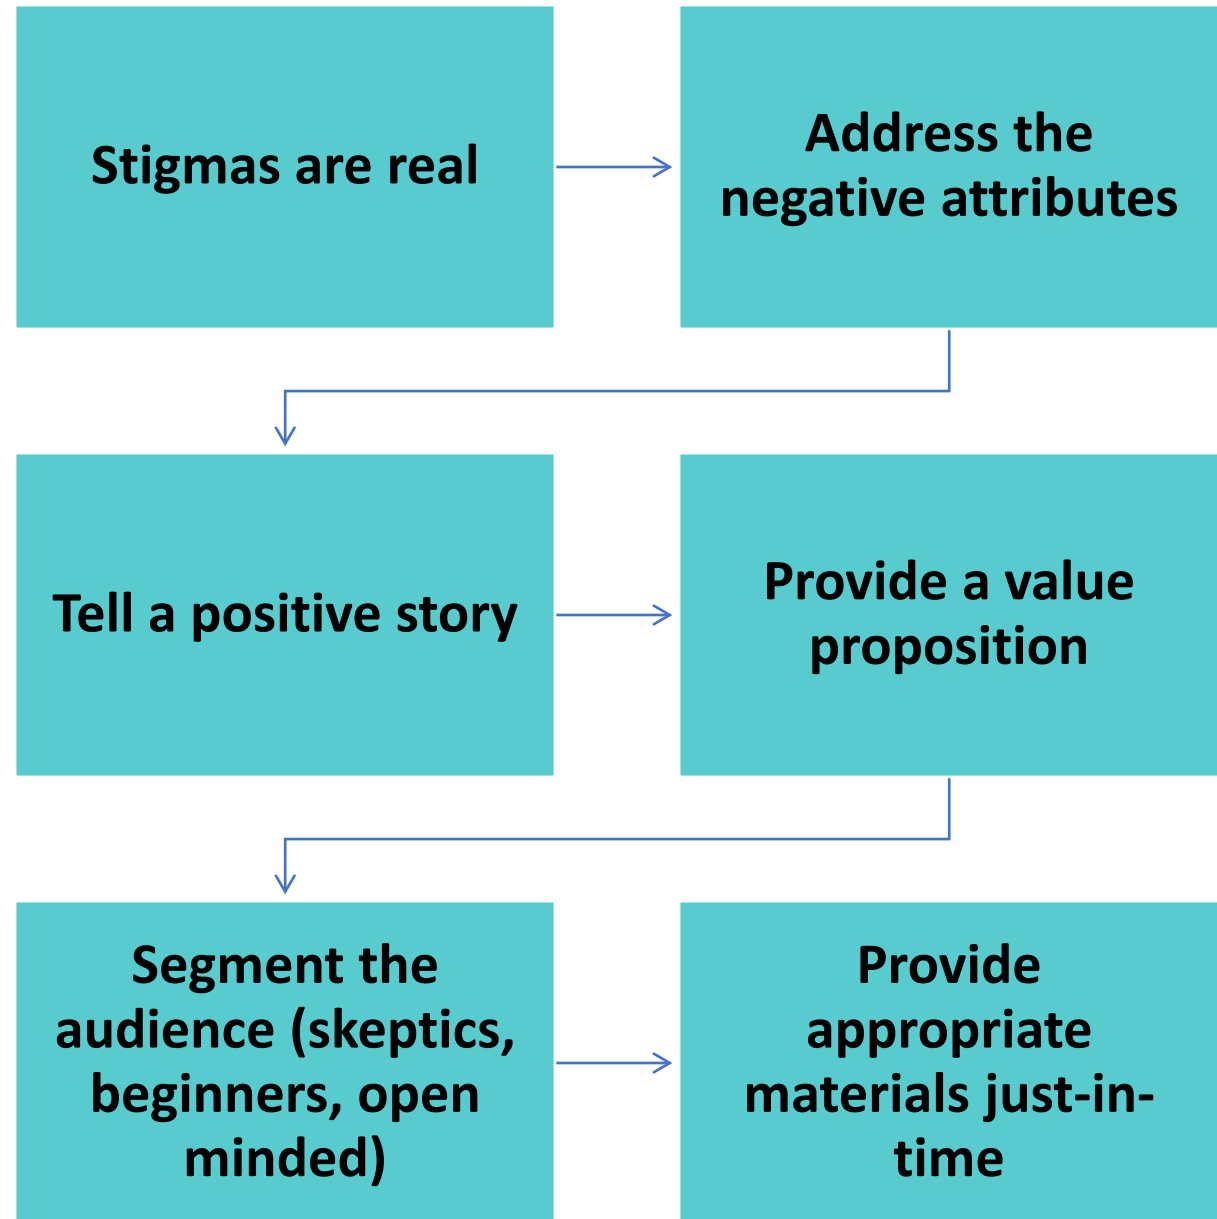 Stigmas are real
Address the
negative attributes
Tell a positive story
Provide a value
proposition
Segment the
audience (skeptics,
beginners, open
minded)
Provide
appropriate
materials just-in-
time